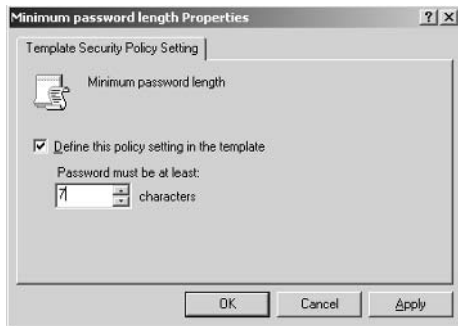 Minimum password length Properties
Template Security Policy Setting
Minimum password length
Define this policy setting in the template
Password must be at least:
7 characters
OK Cancel Apply